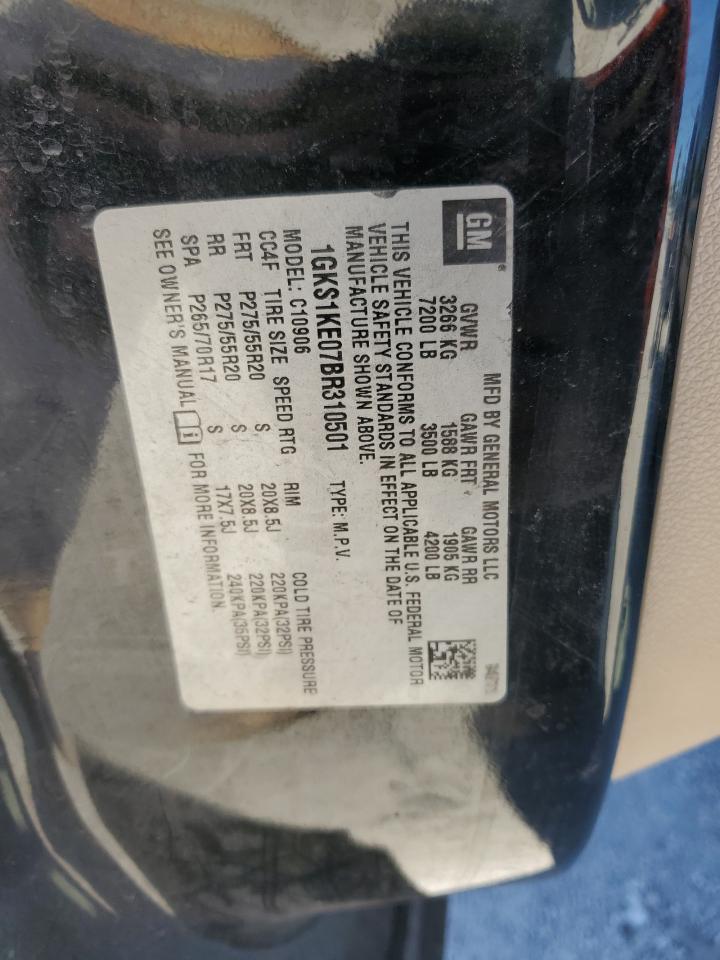 GM
MFD BY GENERAL MOTORS LLC
GVWR GAWR FRT GAWR RR
3266 KG 1588 KG 1905 KG
7200 LB 3500 LB 4200 LB
THIS VEHICLE CONFORMS TO ALL APPLICABLE U.S. FEDERAL MOTOR
VEHICLE SAFETY STANDARDS IN EFFECT ON THE DATE OF
MANUFACTURE SHOWN ABOVE.
1GKS1KE07BR310501 TYPE: M.P.V.
MODEL: C10906
CC4F TIRE SIZE SPEED RTG RIM COLD TIRE PRESSURE
FRT P275/55R20 S 20X8.5J 220KPA(32PSI)
RR P275/55R20 S 20X8.5J 220KPA(32PSI)
SPA P265/70R17 S 17X7.5J 240KPA(35PSI)
SEE OWNER'S MANUAL FOR MORE INFORMATION.